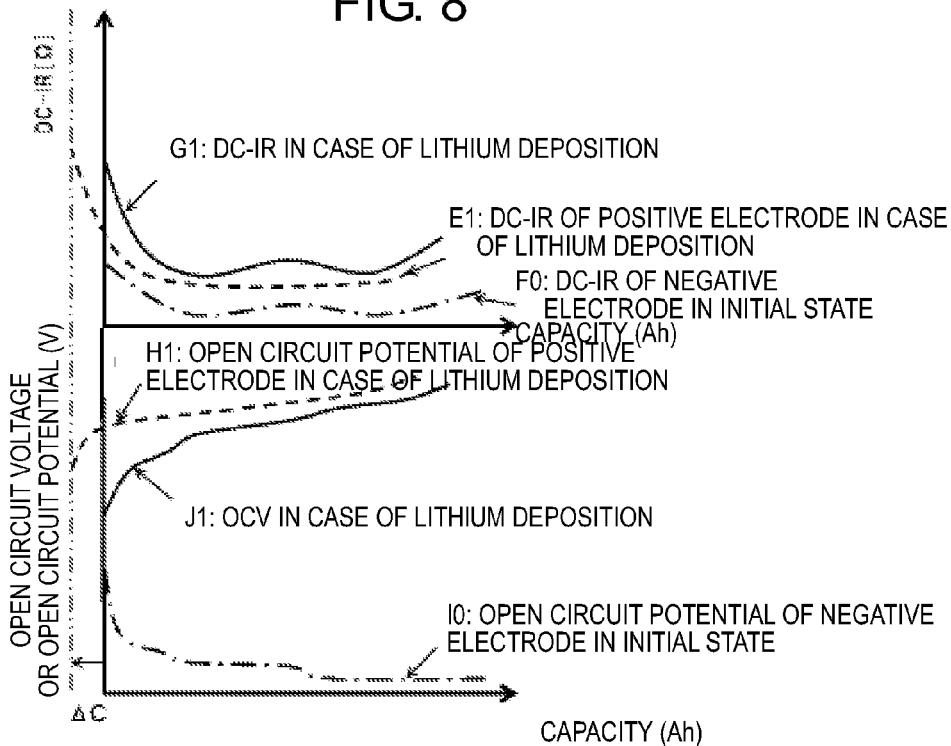 FIG. 8
DC-IR[Ω]
G1: DC-IR IN CASE OF LITHIUM DEPOSITION
E1: DC-IR OF POSITIVE ELECTRODE IN CASE
OF LITHIUM DEPOSITION
F0: DC-IR OF NEGATIVE
ELECTRODE IN INITIAL STATE
CAPACITY (Ah)
H1: OPEN CIRCUIT POTENTIAL OF POSITIVE
ELECTRODE IN CASE OF LITHIUM DEPOSITION
OPEN CIRCUIT VOLTAGE
OR OPEN CIRCUIT POTENTIAL (V)
J1: OCV IN CASE OF LITHIUM DEPOSITION
I0: OPEN CIRCUIT POTENTIAL OF NEGATIVE
ELECTRODE IN INITIAL STATE
ΔC
CAPACITY (Ah)